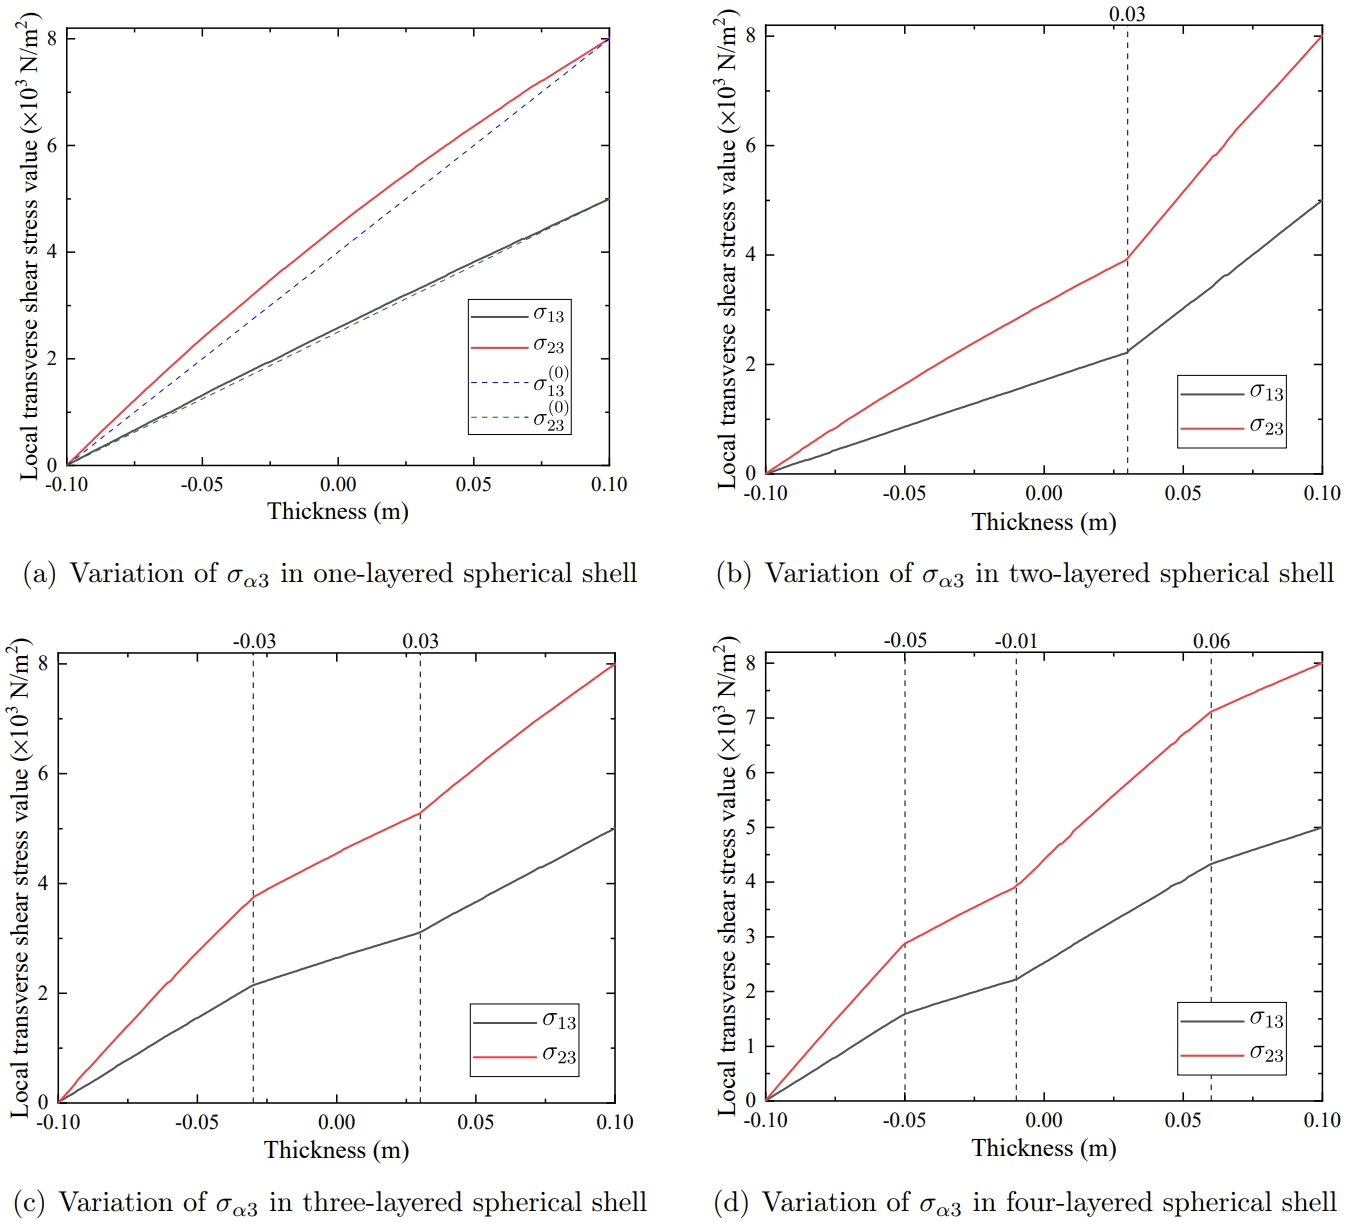 Local transverse shear stress value (×10³ N/m²)
8
6
4
2
0
-0.10 -0.05 0.00 0.05 0.10
Thickness (m)
σ₁₃
σ₂₃
σ₁₃⁽⁰⁾
σ₂₃⁽⁰⁾
(a) Variation of σα3 in one-layered spherical shell
0.03
Local transverse shear stress value (×10³ N/m²)
8
6
4
2
0
-0.10 -0.05 0.00 0.05 0.10
Thickness (m)
σ₁₃
σ₂₃
(b) Variation of σα3 in two-layered spherical shell
-0.03 0.03
Local transverse shear stress value (×10³ N/m²)
8
6
4
2
0
-0.10 -0.05 0.00 0.05 0.10
Thickness (m)
σ₁₃
σ₂₃
(c) Variation of σα3 in three-layered spherical shell
-0.05 -0.01 0.06
Local transverse shear stress value (×10³ N/m²)
8
7
6
5
4
3
2
1
0
-0.10 -0.05 0.00 0.05 0.10
Thickness (m)
σ₁₃
σ₂₃
(d) Variation of σα3 in four-layered spherical shell